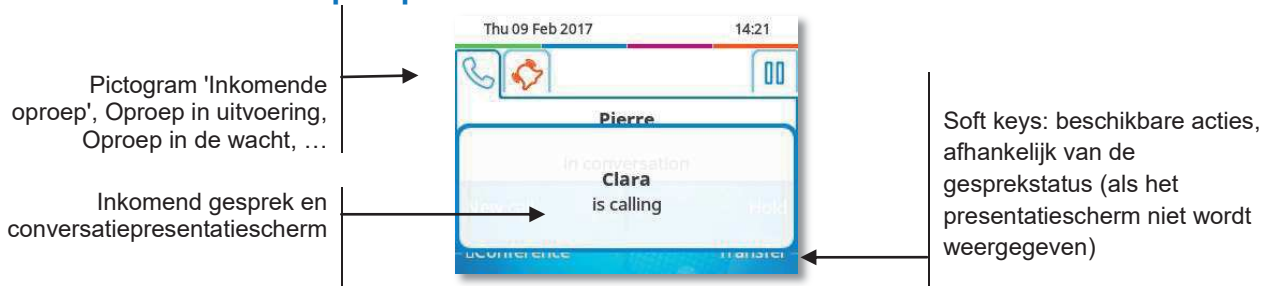 Thu 09 Feb 2017 14:21
Pictogram 'Inkomende
oproep', Oproep in uitvoering,
Oproep in de wacht, …
Pierre
in conversation
Clara
is calling
Hold
Inkomend gesprek en
conversatiepresentatiescherm
Conférence Transfer
Soft keys: beschikbare acties,
afhankelijk van de
gesprekstatus (als het
presentatiescherm niet wordt
weergegeven)